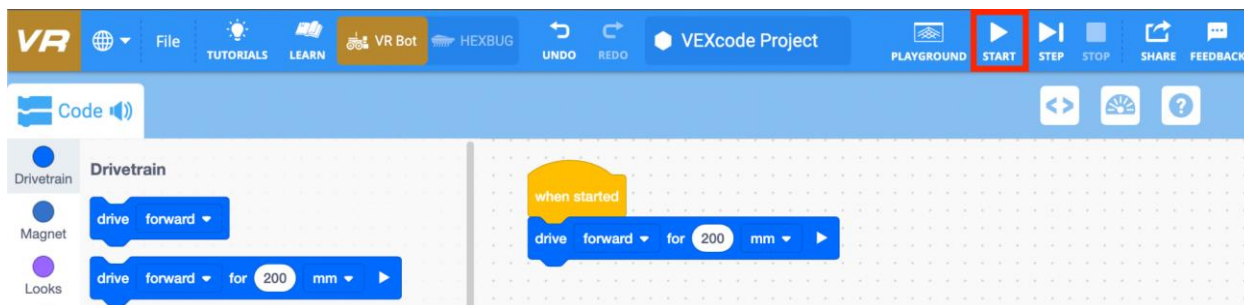 VR
File
TUTORIALS
LEARN
VR Bot
HEXBUG
UNDO
REDO
VEXcode Project
PLAYGROUND
START
STEP
STOP
SHARE
FEEDBACK
Code
Drivetrain
Magnet
Looks
Drivetrain
drive forward
drive forward for 200 mm
when started
drive forward for 200 mm